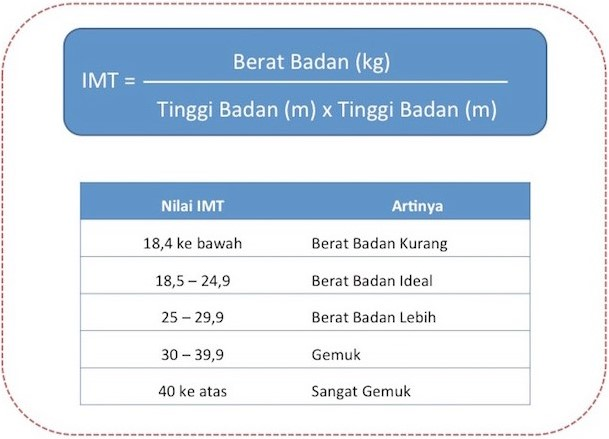 IMT =
Berat Badan (kg)
Tinggi Badan (m) x Tinggi Badan (m)
Nilai IMT Artinya
18,4 ke bawah Berat Badan Kurang
18,5 – 24,9 Berat Badan Ideal
25 – 29,9 Berat Badan Lebih
30 – 39,9 Gemuk
40 ke atas Sangat Gemuk